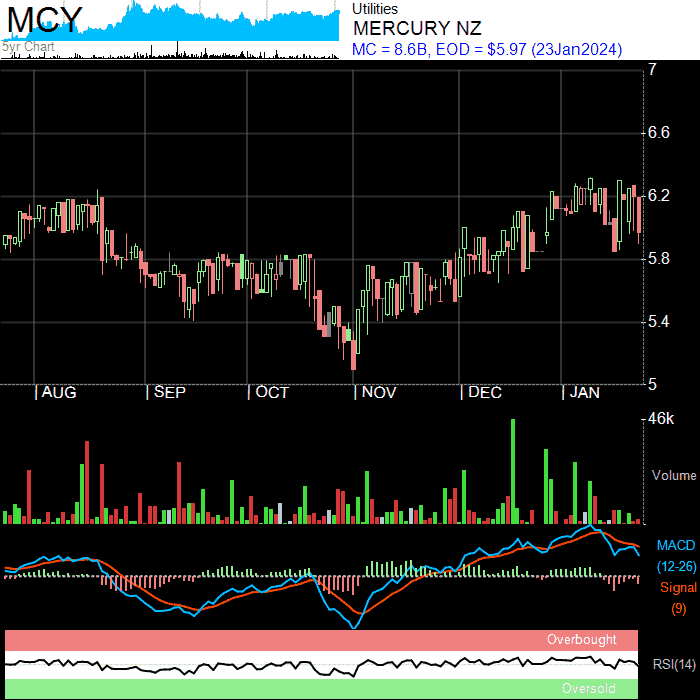 MCY
5yr Chart
Utilities
MERCURY NZ
MC = 8.6B, EOD = $5.97 (23Jan2024)
7
6.6
6.2
5.8
5.4
5
| AUG | SEP | OCT | NOV | DEC | JAN
46k
Volume
MACD
(12-26)
Signal
(9)
Overbought
RSI(14)
Oversold